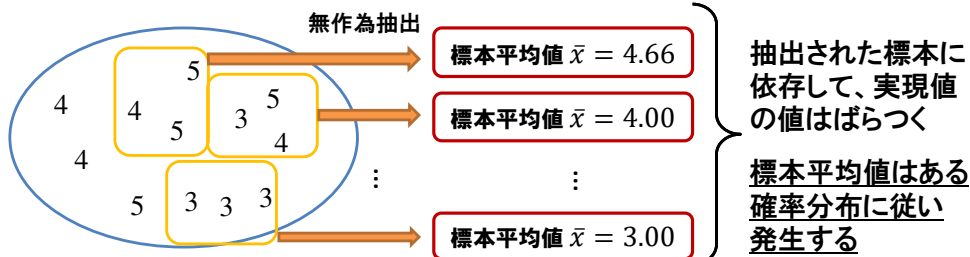 無作為抽出
5
4
4
5
5
3
4
4
5
3
3
3
標本平均値 x̄ = 4.66
標本平均値 x̄ = 4.00
⋮
⋮
標本平均値 x̄ = 3.00
抽出された標本に
依存して、実現値
の値はばらつく
標本平均値はある
確率分布に従い
発生する